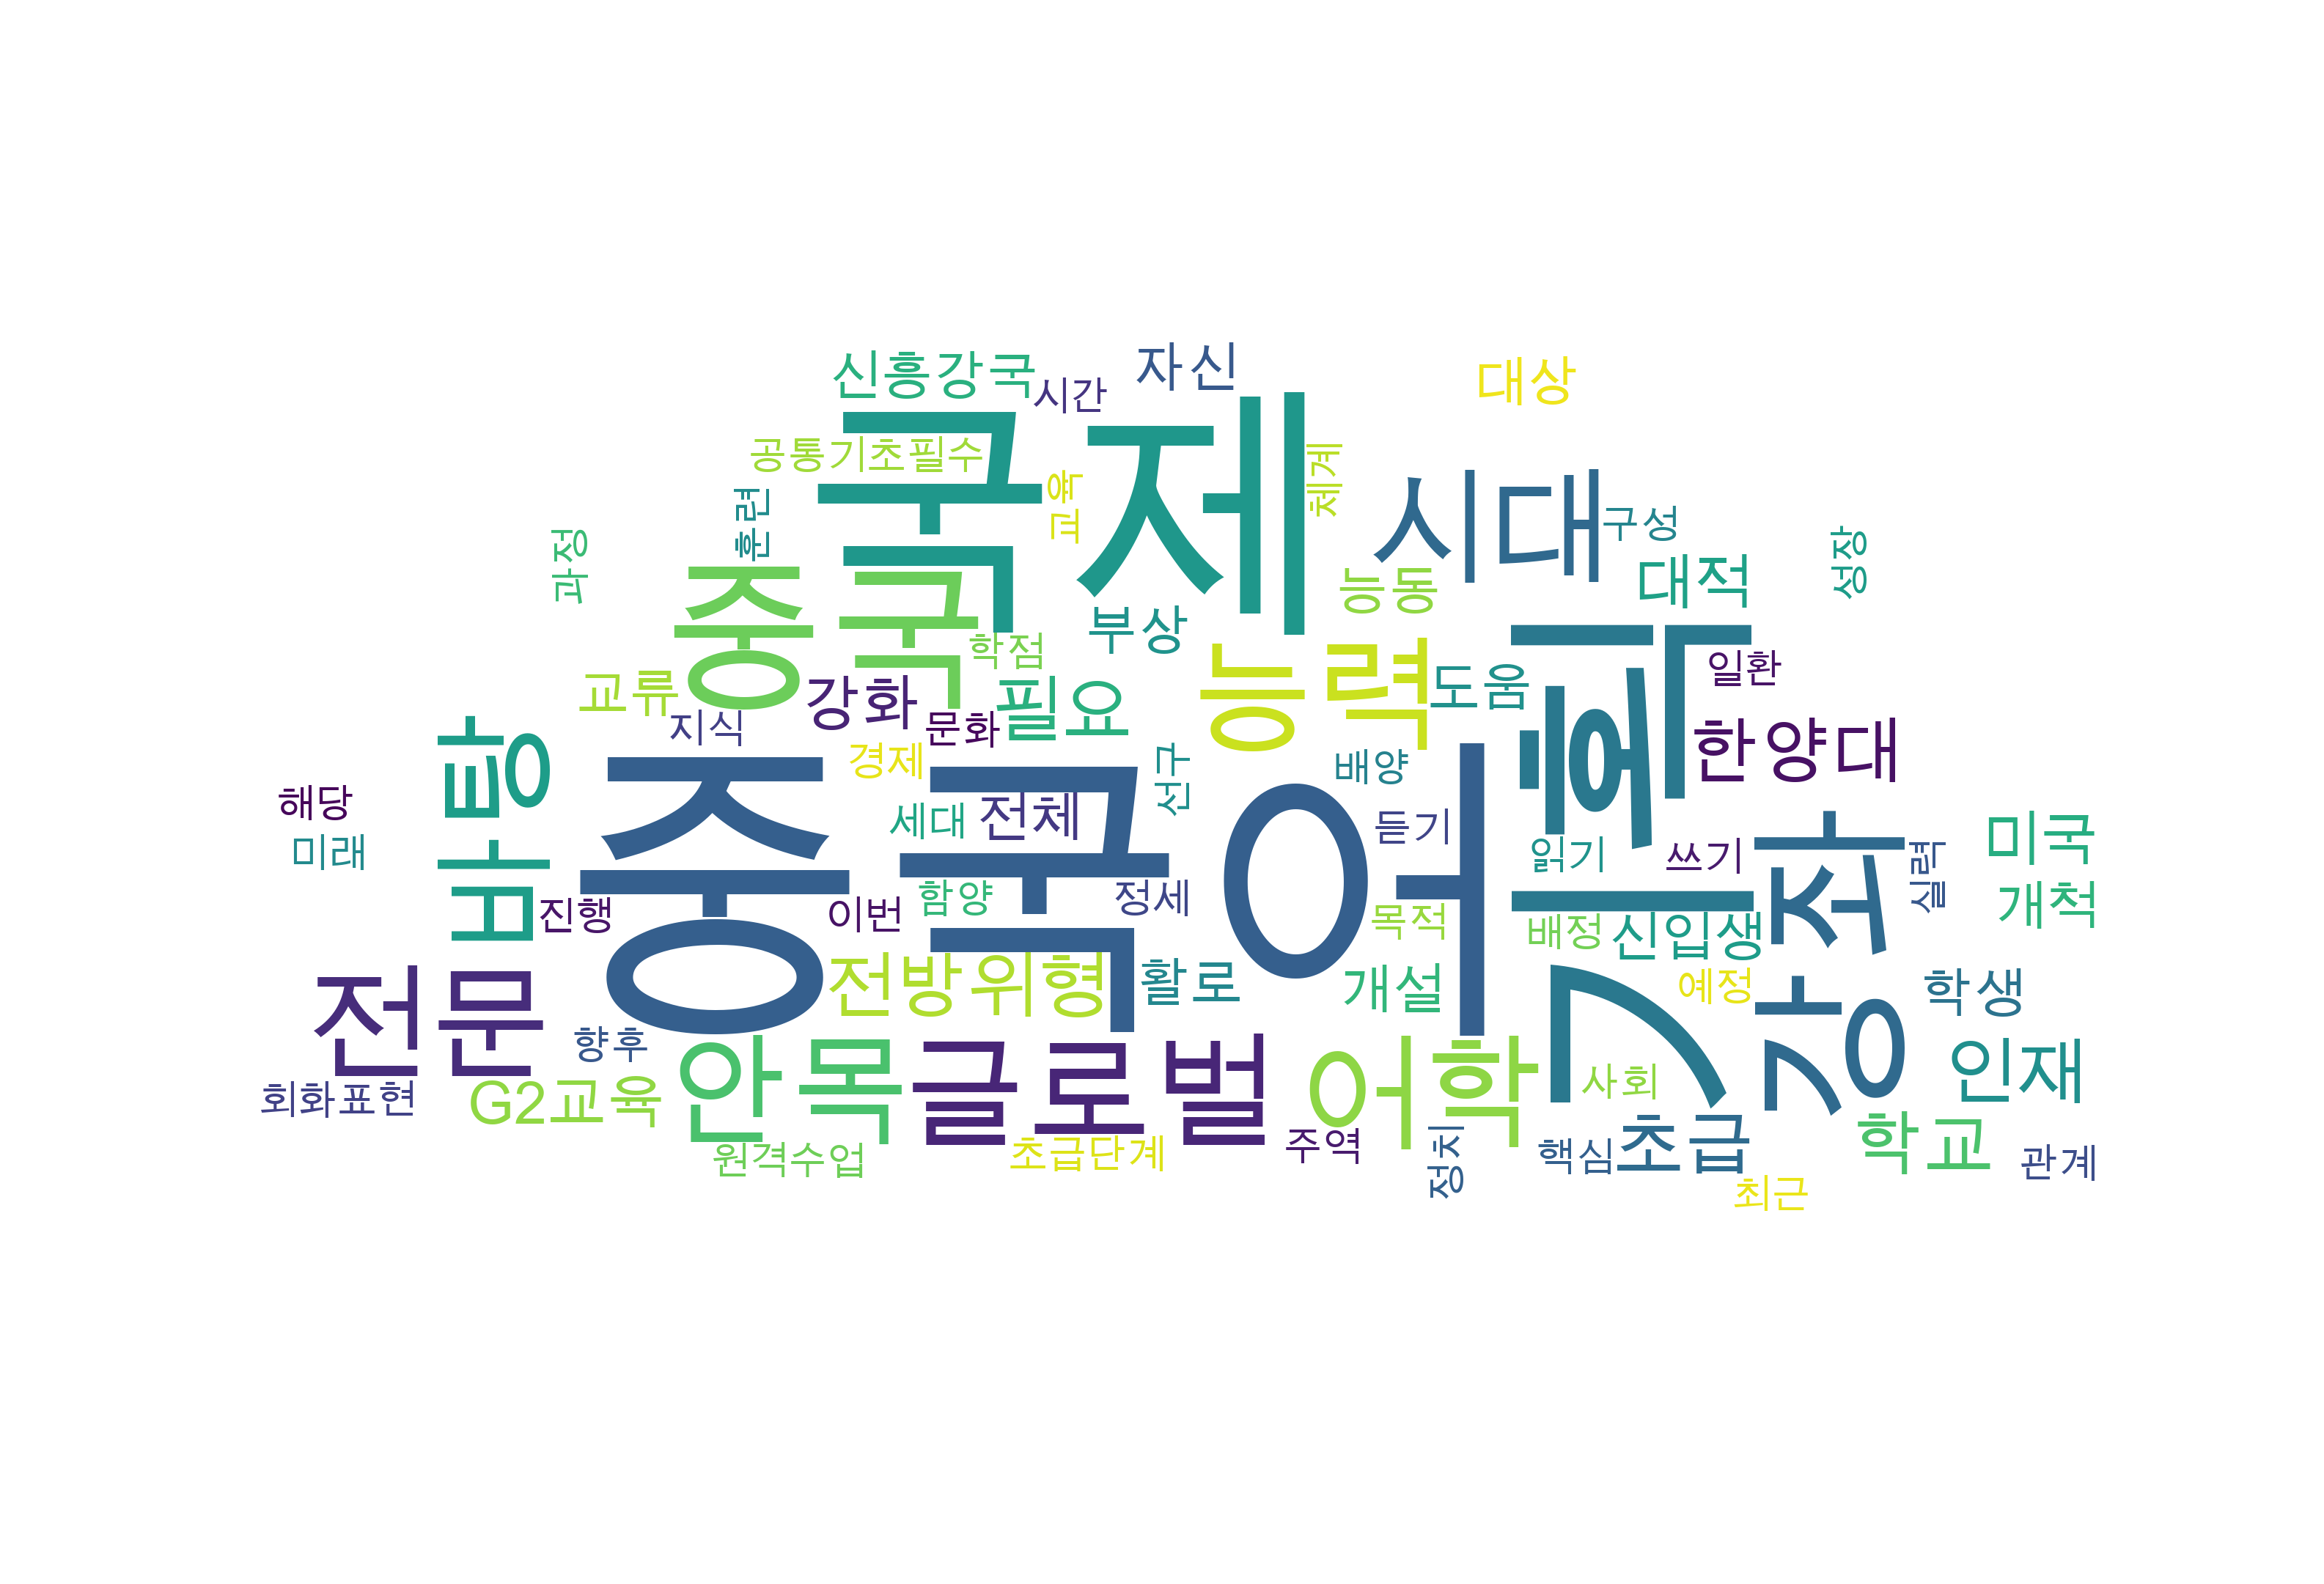 신흥강국
시간
자신
대상
공통기초필수
국제
교육
체계
시대
구성
훈련
과정
성장
대적
중국
능동
부상
학점
능력
도움
기회
일환
교류
강화
필요
지식
문화
한양대
방향
경제
선구
배양
중국어
해당
세대
전체
듣기
미래
읽기
쓰기
강좌
실력
미국
진행
이번
함양
정세
목적
배정
신입생
개척
전문
전방위형
활로
개설
예정
학생
향후
안목
글로벌
어학
사회
인재
회화표현
G2교육
원격수업
초급단계
주역
정치
핵심
초급
학교
관계
최근